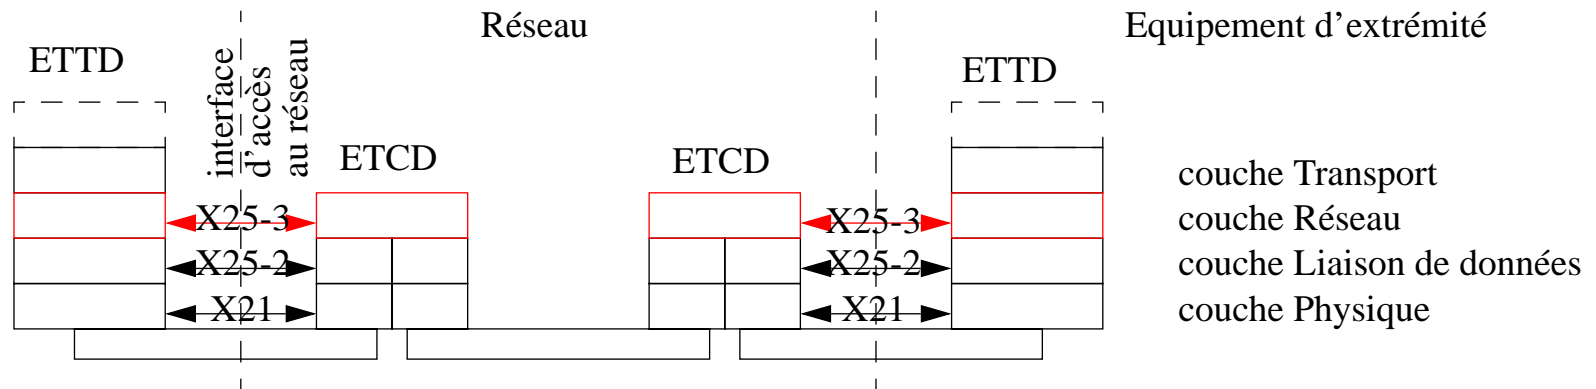 Réseau
Equipement d’extrémité
ETTD
ETTD
interface
d’accès
au réseau
ETCD
ETCD
couche Transport
X25-3
X25-3
couche Réseau
X25-2
X25-2
couche Liaison de données
X21
X21
couche Physique